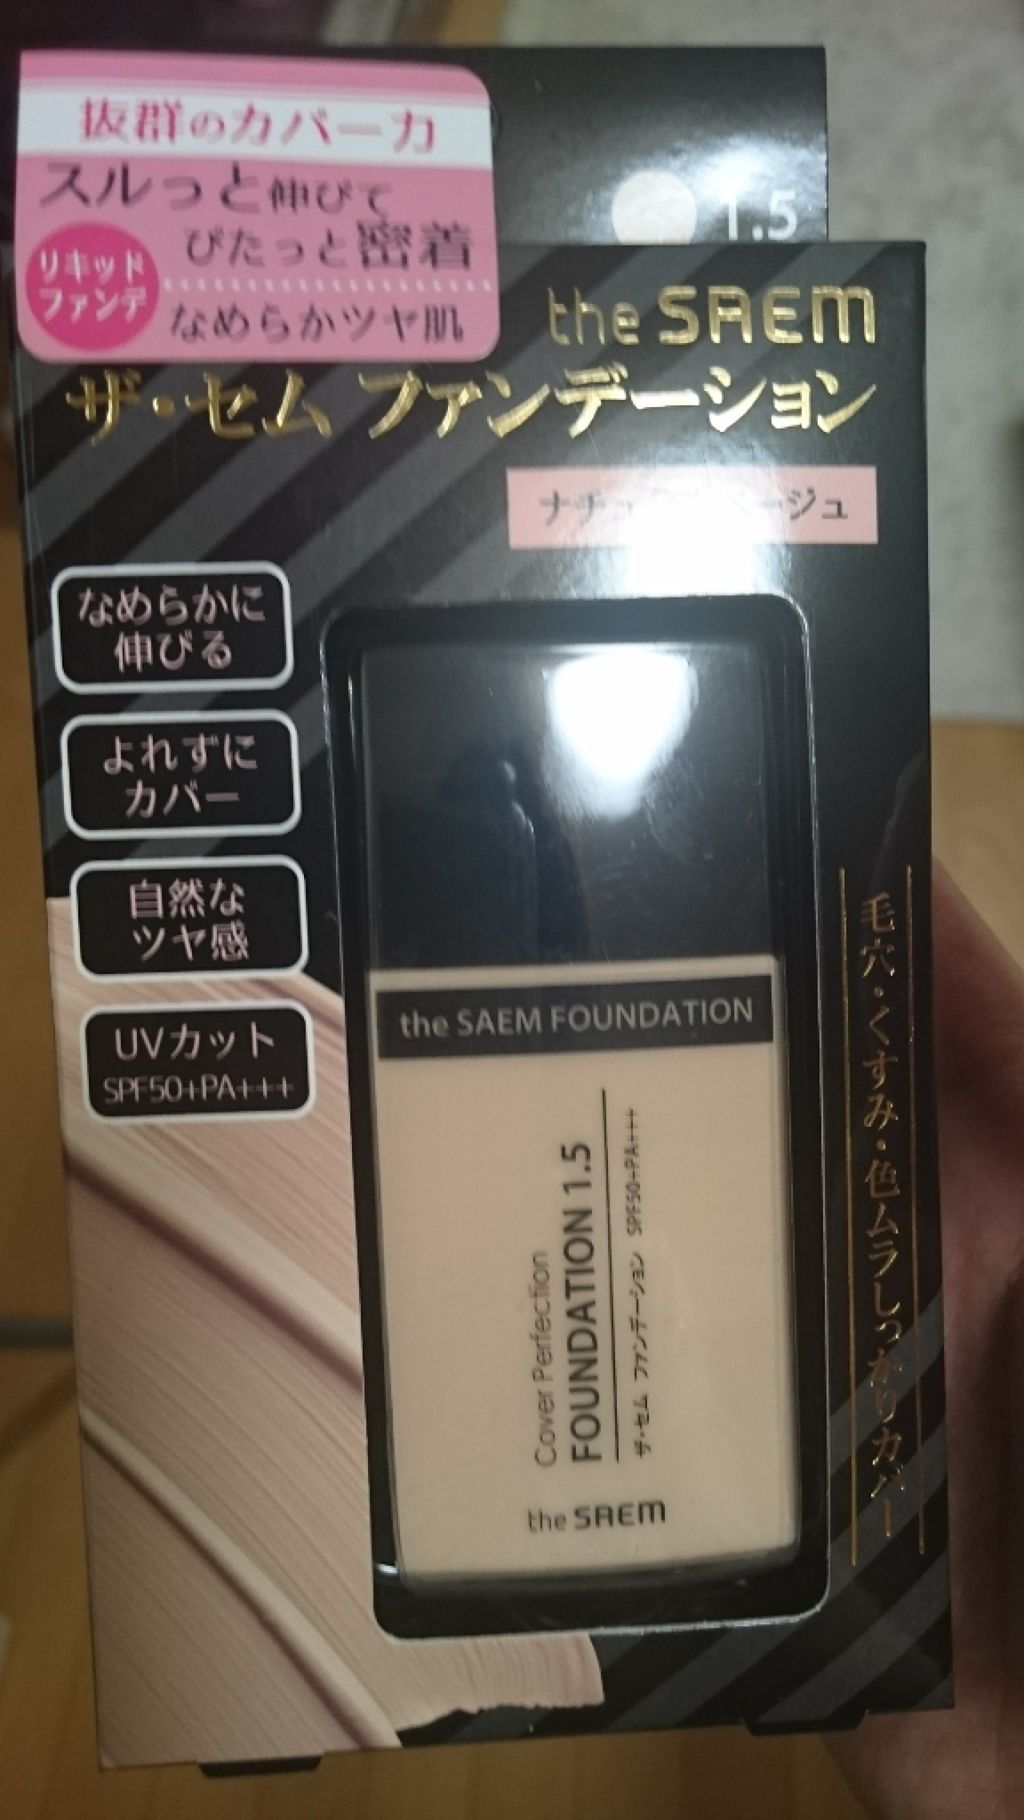 抜群のカバー力
スルっと伸びて
ぴたっと密着
リキッド
ファンデ
なめらかツヤ肌
1.5
the SAEM
ザ・セム ファンデーション
なめらかに
伸びる
よれずに
カバー
自然な
ツヤ感
UVカット
SPF50+PA+++
毛穴・くすみ・色ムラしっかりカバー
the SAEM FOUNDATION
Cover Perfection
FOUNDATION 1.5
ザ・セム ファンデーション SPF50+PA+++
the SAEM